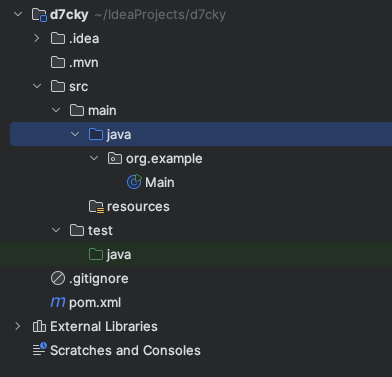 d7cky ~/IdeaProjects/d7cky
.idea
.mvn
src
main
java
org.example
Main
resources
test
java
.gitignore
m pom.xml
External Libraries
Scratches and Consoles